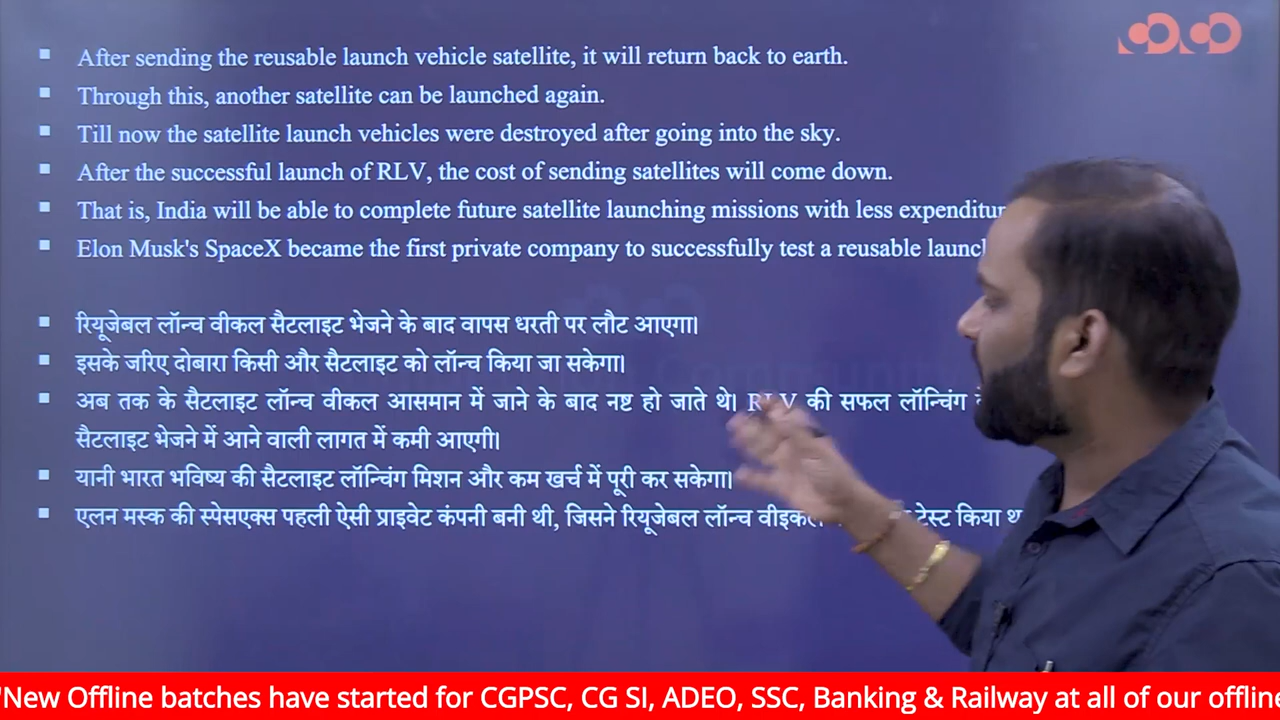 After sending the reusable launch vehicle satellite, it will return back to earth.
Through this, another satellite can be launched again.
Till now the satellite launch vehicles were destroyed after going into the sky.
After the successful launch of RLV, the cost of sending satellites will come down.
That is, India will be able to complete future satellite launching missions with less
Elon Musk's SpaceX became the first private company to successfully test a reusable
रियूजेबल लॉन्च वीकल सैटलाइट भेजने के बाद वापस धरती पर लौट आएगा।
इसके जरिए दोबारा किसी और सैटलाइट को लॉन्च किया जा सकेगा।
अब तक के सैटलाइट लॉन्च वीकल आसमान में जाने के बाद नष्ट हो जाते थे। RLV की सफल लॉन्चिंग
सैटलाइट भेजने में आने वाली लागत में कमी आएगी।
यानी भारत भविष्य की सैटलाइट लॉन्चिंग मिशन और कम खर्च में पूरी कर सकेगा।
एलन मस्क की स्पेसएक्स पहली ऐसी प्राइवेट कंपनी बनी थी, जिसने रियूजेबल लॉन्च टेस्ट किया
"New Offline batches have started for CGPSC, CG SI, ADEO, SSC, Banking & Railway at all of our